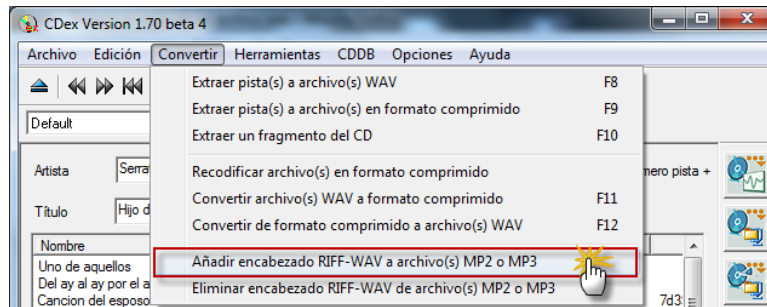 CDex Version 1.70 beta 4
Archivo Edición Convertir Herramientas CDDB Opciones Ayuda
Extraer pista(s) a archivo(s) WAV F8
Extraer pista(s) a archivo(s) en formato comprimido F9
Default
Extraer un fragmento del CD F10
Artista
Recodificar archivo(s) en formato comprimido
pista +
Convertir archivo(s) WAV a formato comprimido F11
Título Hijo
Convertir de formato comprimido a archivo(s) WAV F12
Nombre
Añadir encabezado RIFF-WAV a archivo(s) MP2 o MP3
Uno de aquellos
Del ay al ay por el a
Eliminar encabezado RIFF-WAV de archivo(s) MP2 o MP3
Cancion del esposo
7d3